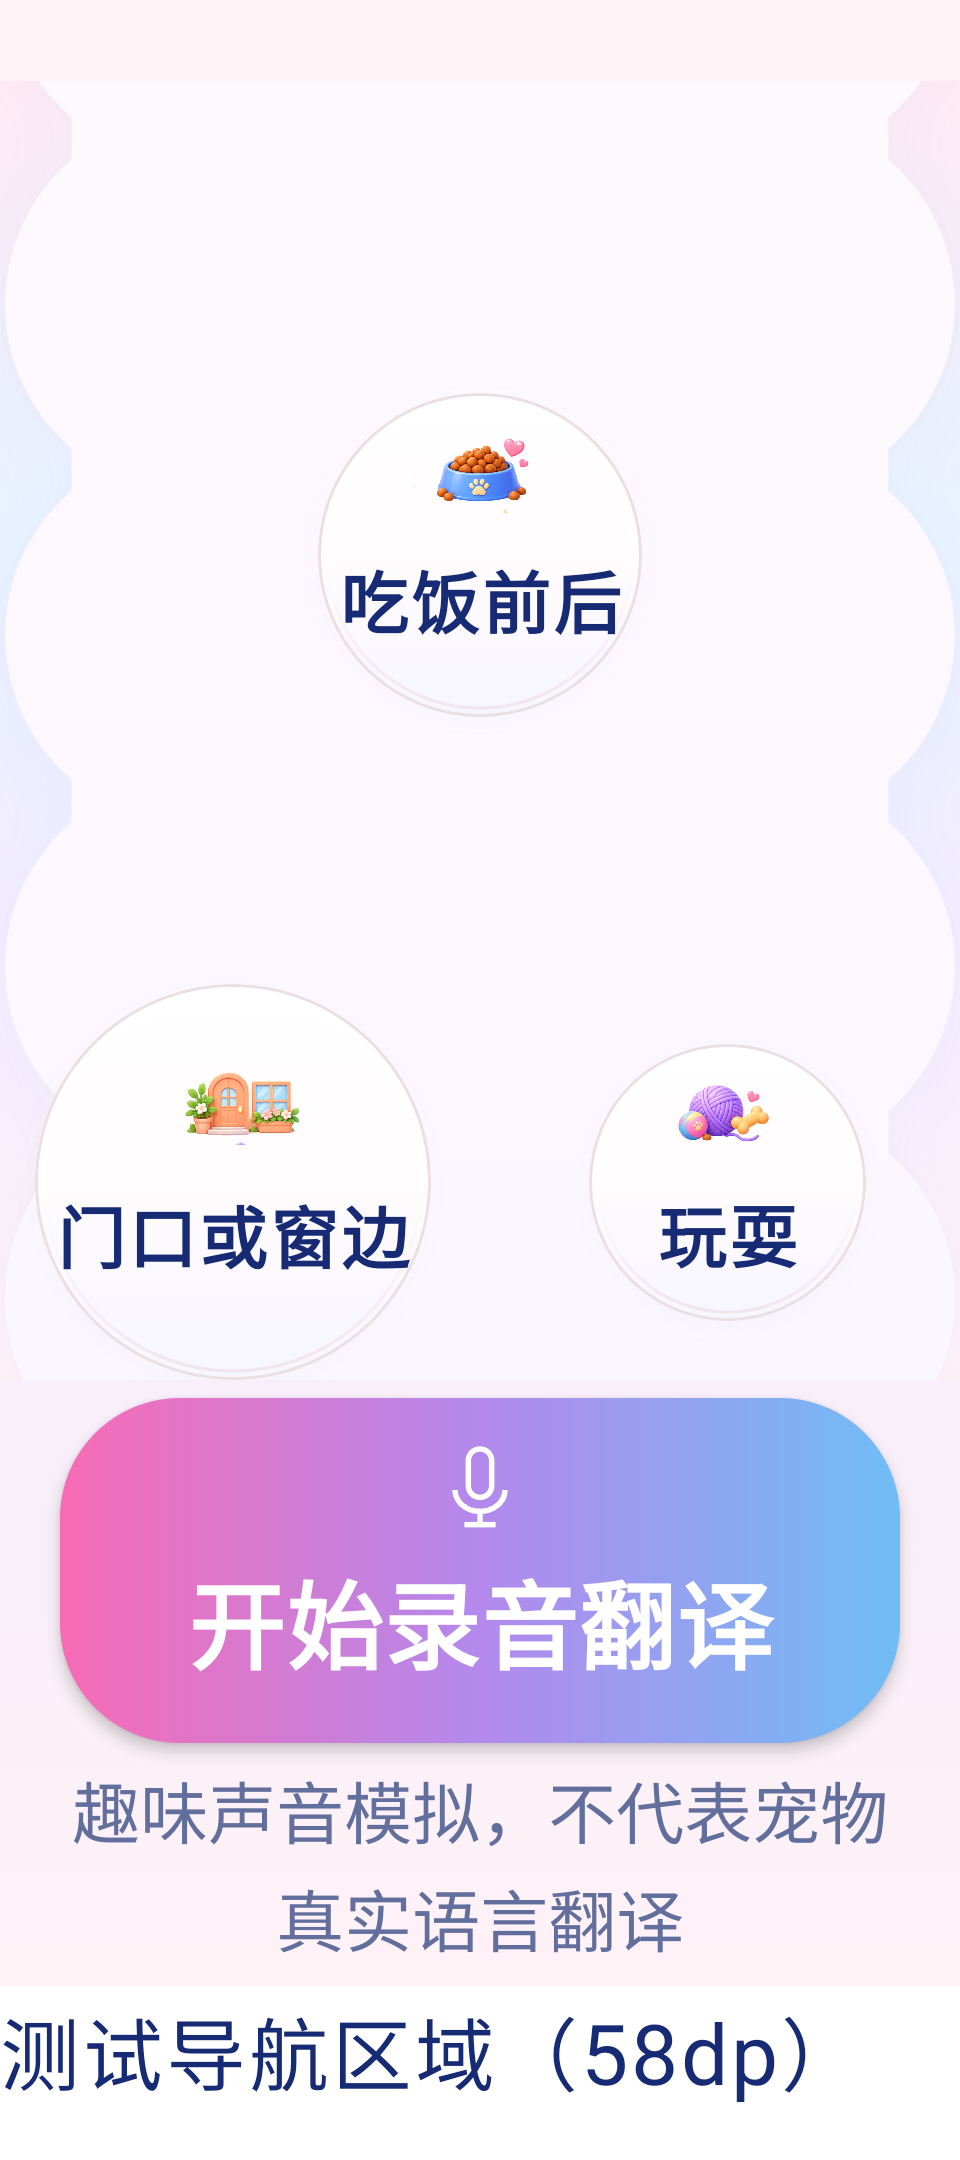 吃饭前后
门口或窗边
玩耍
开始录音翻译
趣味声音模拟，不代表宠物
真实语言翻译
测试导航区域（58dp）